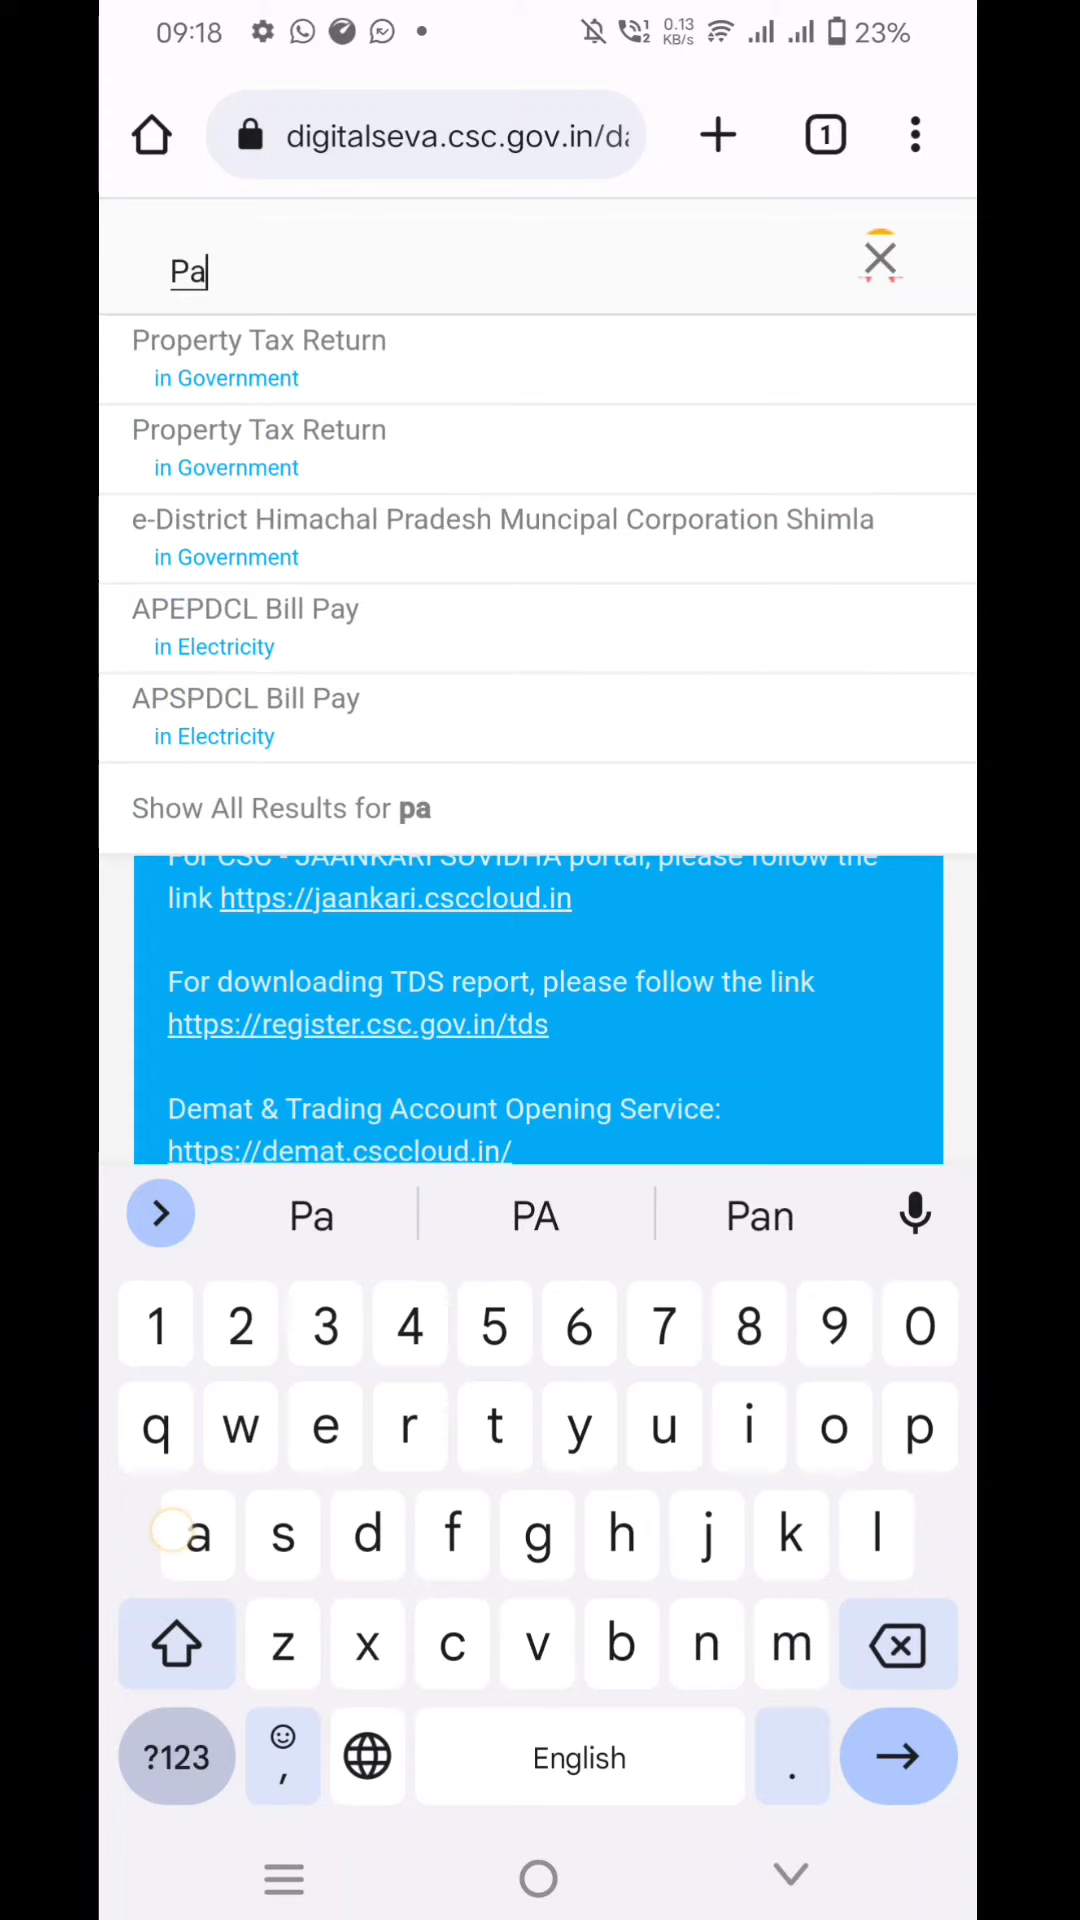 09:18
0.13
KB/s
23%
digitalseva.csc.gov.in/da
1
Pa
Property Tax Return
in Government
Property Tax Return
in Government
e-District Himachal Pradesh Muncipal Corporation Shimla
in Government
APEPDCL Bill Pay
in Electricity
APSPDCL Bill Pay
in Electricity
Show All Results for pa
For CSC - JAANKARI SUVIDHA portal, please follow the
link https://jaankari.csccloud.in
For downloading TDS report, please follow the link
https://register.csc.gov.in/tds
Demat & Trading Account Opening Service:
https://demat.csccloud.in/
Pa PA Pan
1 2 3 4 5 6 7 8 9 0
q w e r t y u i o p
a s d f g h j k l
z x c v b n m
?123 , English .